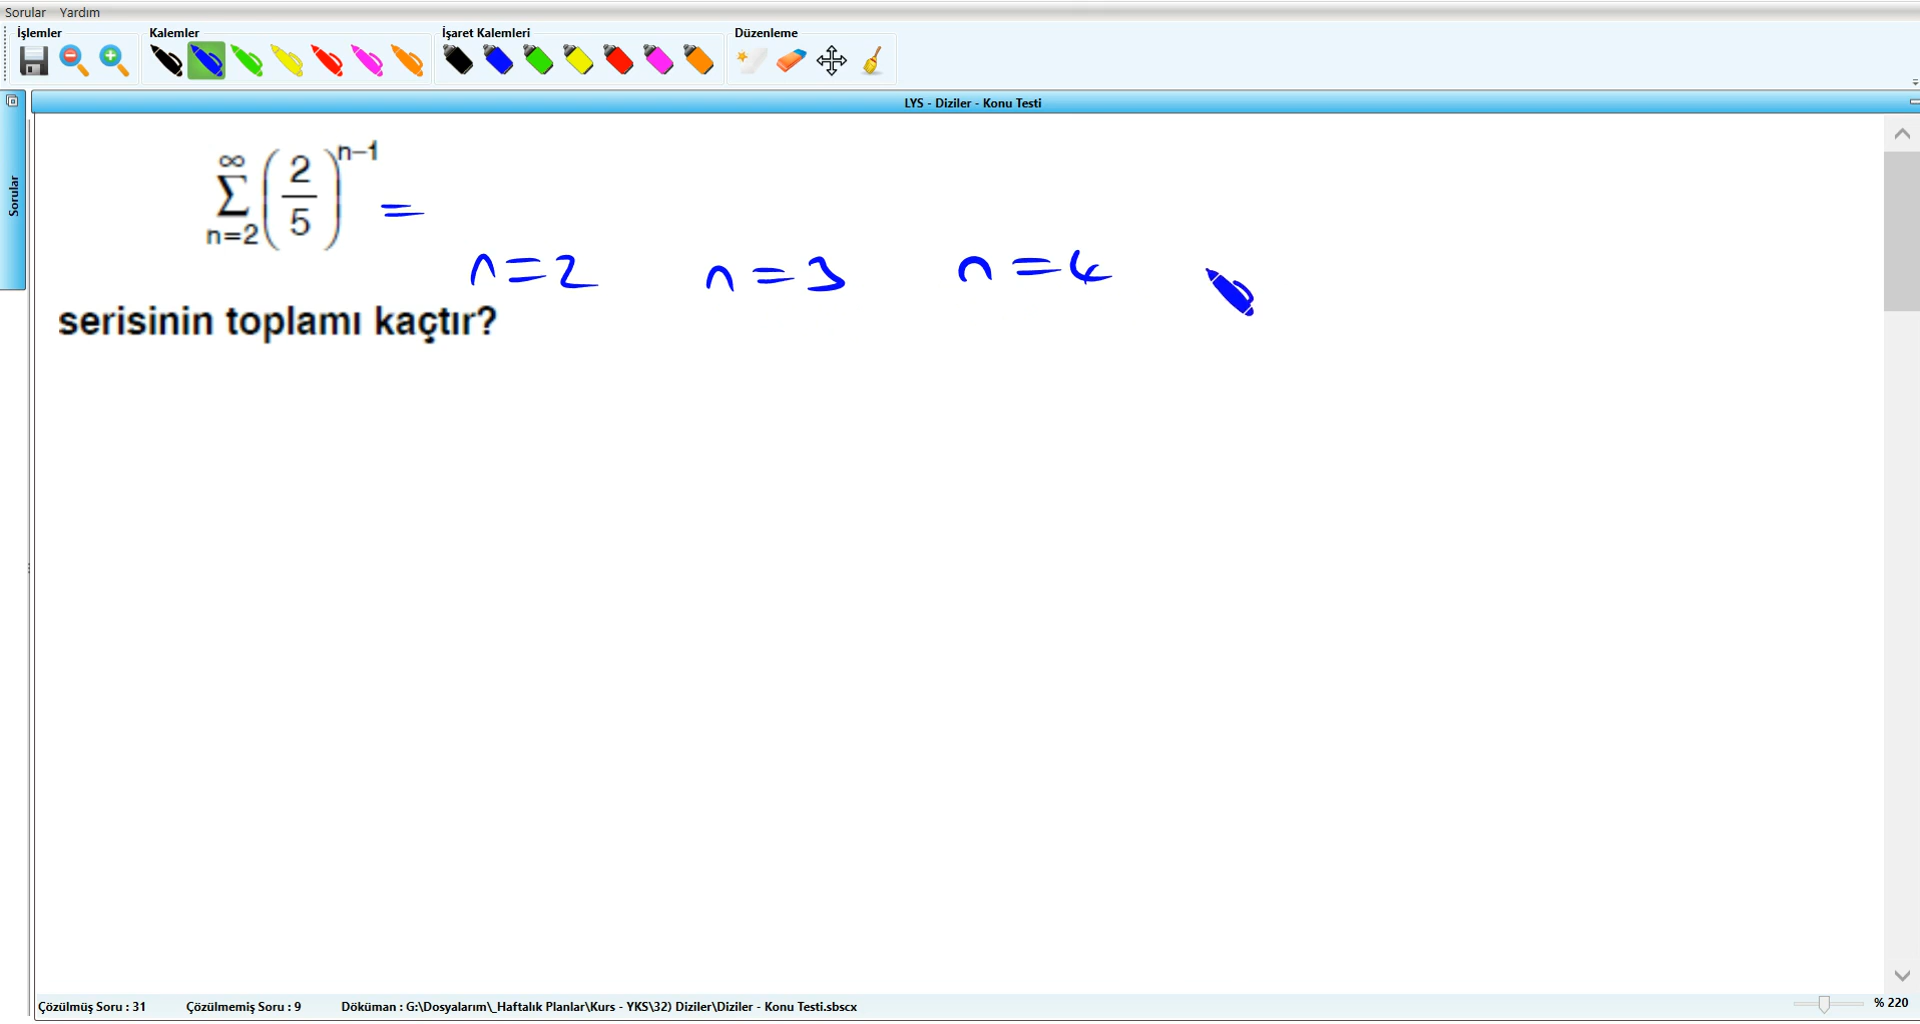 Sorular Yardım
İşlemler Kalemler İşaret Kalemleri Düzenleme
LYS - Diziler - Konu Testi
Sorular
∞
∑ (2/5)^n−1 =
n=2
n=2 n=3 n=4
serisinin toplamı kaçtır?
Çözülmüş Soru : 31 Çözülmemiş Soru : 9 Döküman : G:\Dosyalarım\_Haftalık Planlar\Kurs - YKS\32) Diziler\Diziler - Konu Testi.sbscx % 220